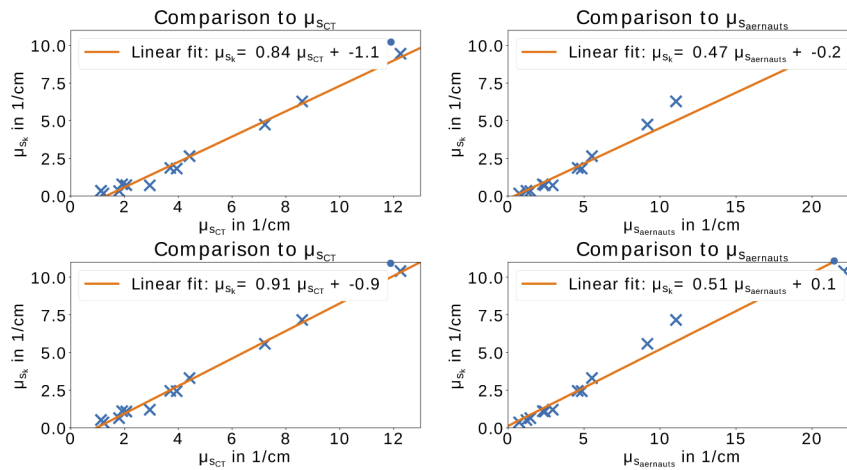 Comparison to μsCT
Linear fit: μsk= 0.84 μsCT + -1.1
μsk in 1/cm
10.0
7.5
5.0
2.5
0.0
0 2 4 6 8 10 12
μsCT in 1/cm
Comparison to μsaernauts
Linear fit: μsk= 0.47 μsaernauts + -0.2
μsk in 1/cm
10.0
7.5
5.0
2.5
0.0
0 5 10 15 20
μsaernauts in 1/cm
Comparison to μsCT
Linear fit: μsk= 0.91 μsCT + -0.9
μsk in 1/cm
10.0
7.5
5.0
2.5
0.0
0 2 4 6 8 10 12
μsCT in 1/cm
Comparison to μsaernauts
Linear fit: μsk= 0.51 μsaernauts + 0.1
μsk in 1/cm
10.0
7.5
5.0
2.5
0.0
0 5 10 15 20
μsaernauts in 1/cm